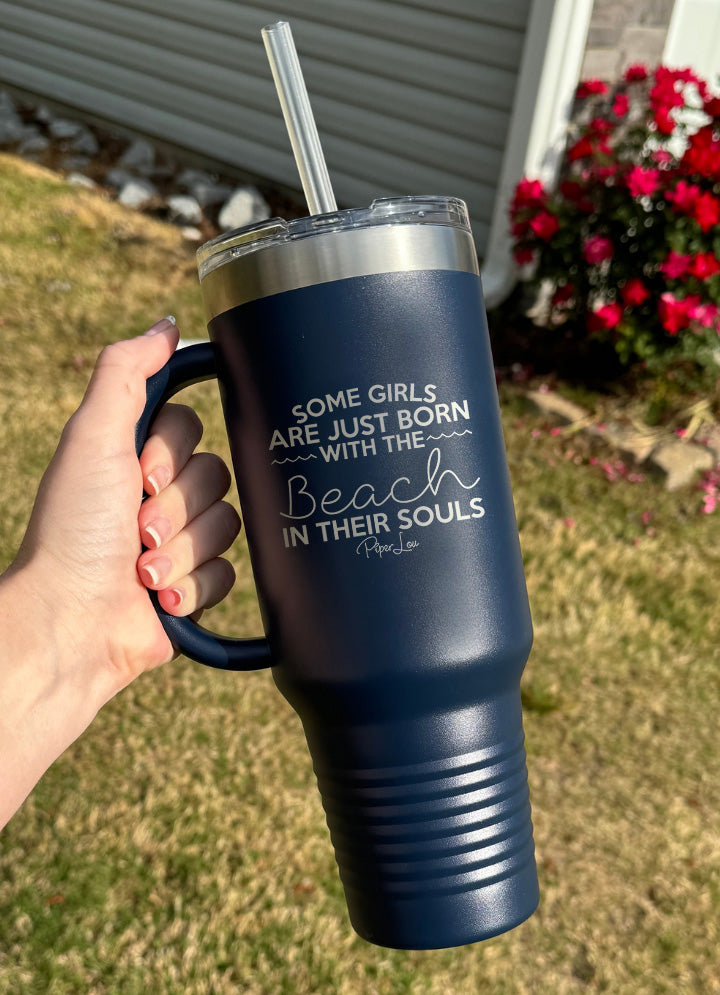 SOME GIRLS
ARE JUST BORN
WITH THE
Beach
IN THEIR SOULS
Piper Lou